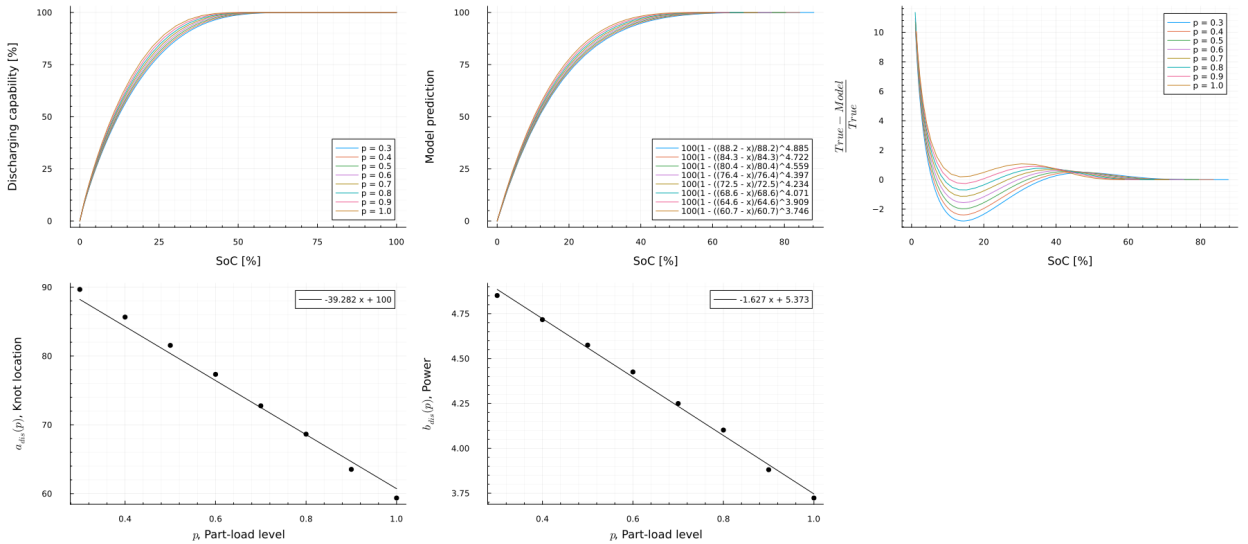 Discharging capability [%]
100
75
50
25
0
0
25
50
75
100
SoC [%]
p = 0.3
p = 0.4
p = 0.5
p = 0.6
p = 0.7
p = 0.8
p = 0.9
p = 1.0
Model prediction
100
75
50
25
0
0
20
40
60
80
SoC [%]
100(1 - ((88.2 - x)/88.2)^4.885
100(1 - ((84.3 - x)/84.3)^4.722
100(1 - ((80.4 - x)/80.4)^4.559
100(1 - ((76.4 - x)/76.4)^4.397
100(1 - ((72.5 - x)/72.5)^4.234
100(1 - ((68.6 - x)/68.6)^4.071
100(1 - ((64.6 - x)/64.6)^3.909
100(1 - ((60.7 - x)/60.7)^3.746
True − Model
True
10
8
6
4
2
0
−2
0
20
40
60
80
SoC [%]
p = 0.3
p = 0.4
p = 0.5
p = 0.6
p = 0.7
p = 0.8
p = 0.9
p = 1.0
a_dis(p), Knot location
90
80
70
60
0.4
0.6
0.8
1.0
p, Part-load level
-39.282 x + 100
b_dis(p), Power
4.75
4.50
4.25
4.00
3.75
0.4
0.6
0.8
1.0
p, Part-load level
-1.627 x + 5.373